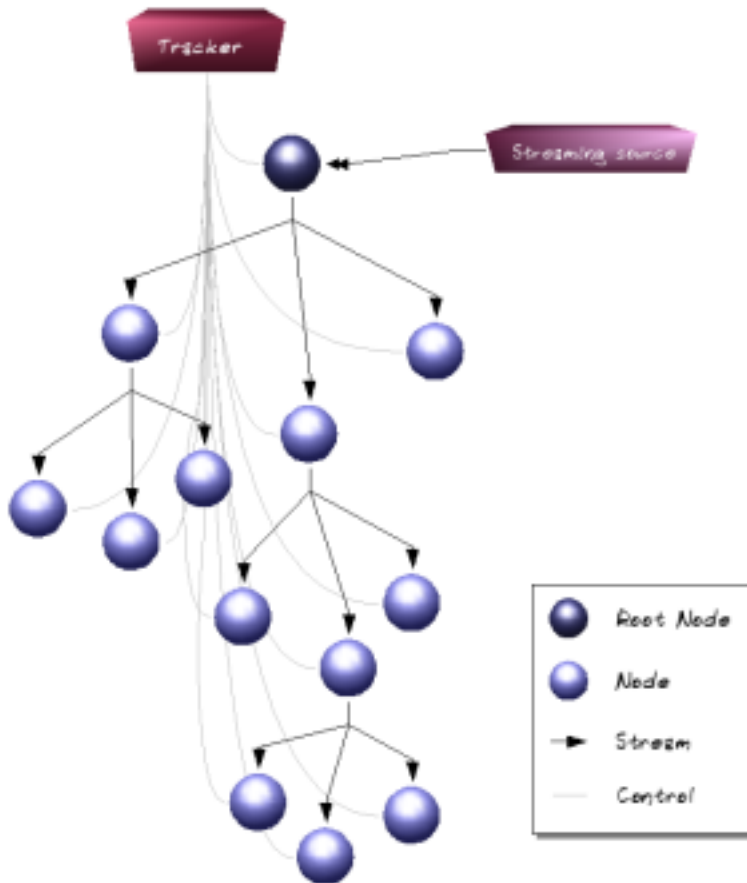 Tracker
Streaming source
Root Node
Node
Stream
Control